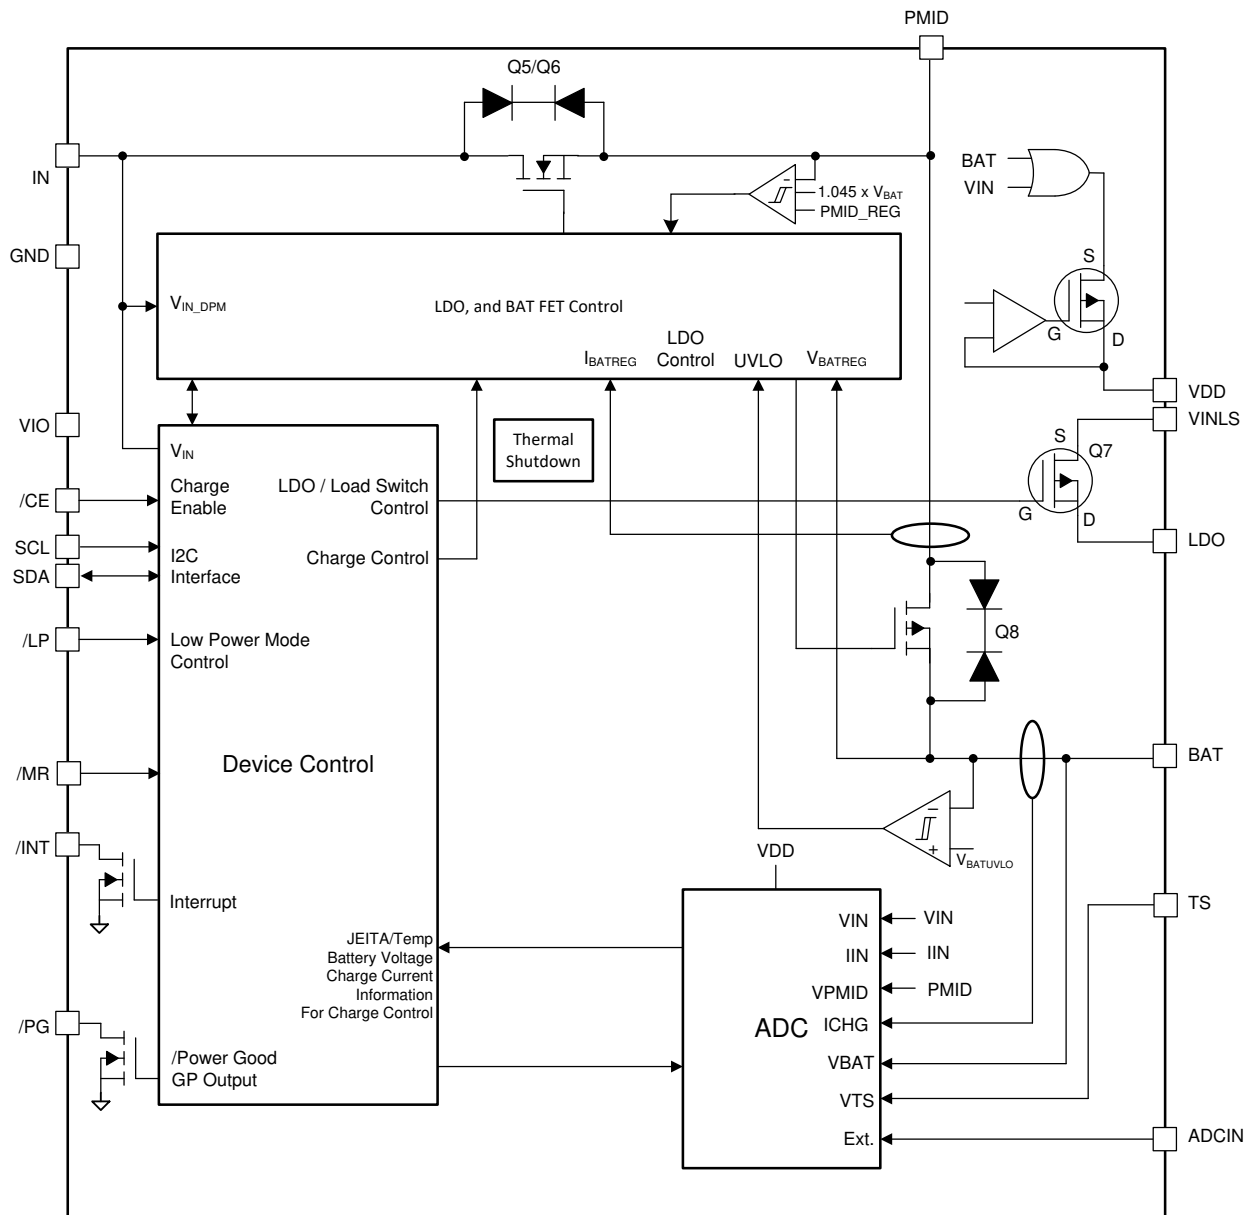 PMID
Q5/Q6
IN
BAT
VIN
1.045 x VBAT
PMID_REG
GND
S
VIN_DPM
LDO, and BAT FET Control
G
D
IBATREG
LDO
Control
UVLO
VBATREG
VDD
VIO
VINLS
VIN
Thermal
Shutdown
S
Q7
/CE
Charge
Enable
LDO / Load Switch
Control
G
D
SCL
SDA
I2C
Interface
Charge Control
LDO
/LP
Low Power Mode
Control
Q8
/MR
Device Control
BAT
/INT
Interrupt
−
+
VBATUVLO
VDD
TS
VIN
VIN
IIN
IIN
VPMID
PMID
ICHG
ADC
VBAT
VTS
Ext.
ADCIN
JEITA/Temp
Battery Voltage
Charge Current
Information
For Charge Control
/PG
/Power Good
GP Output